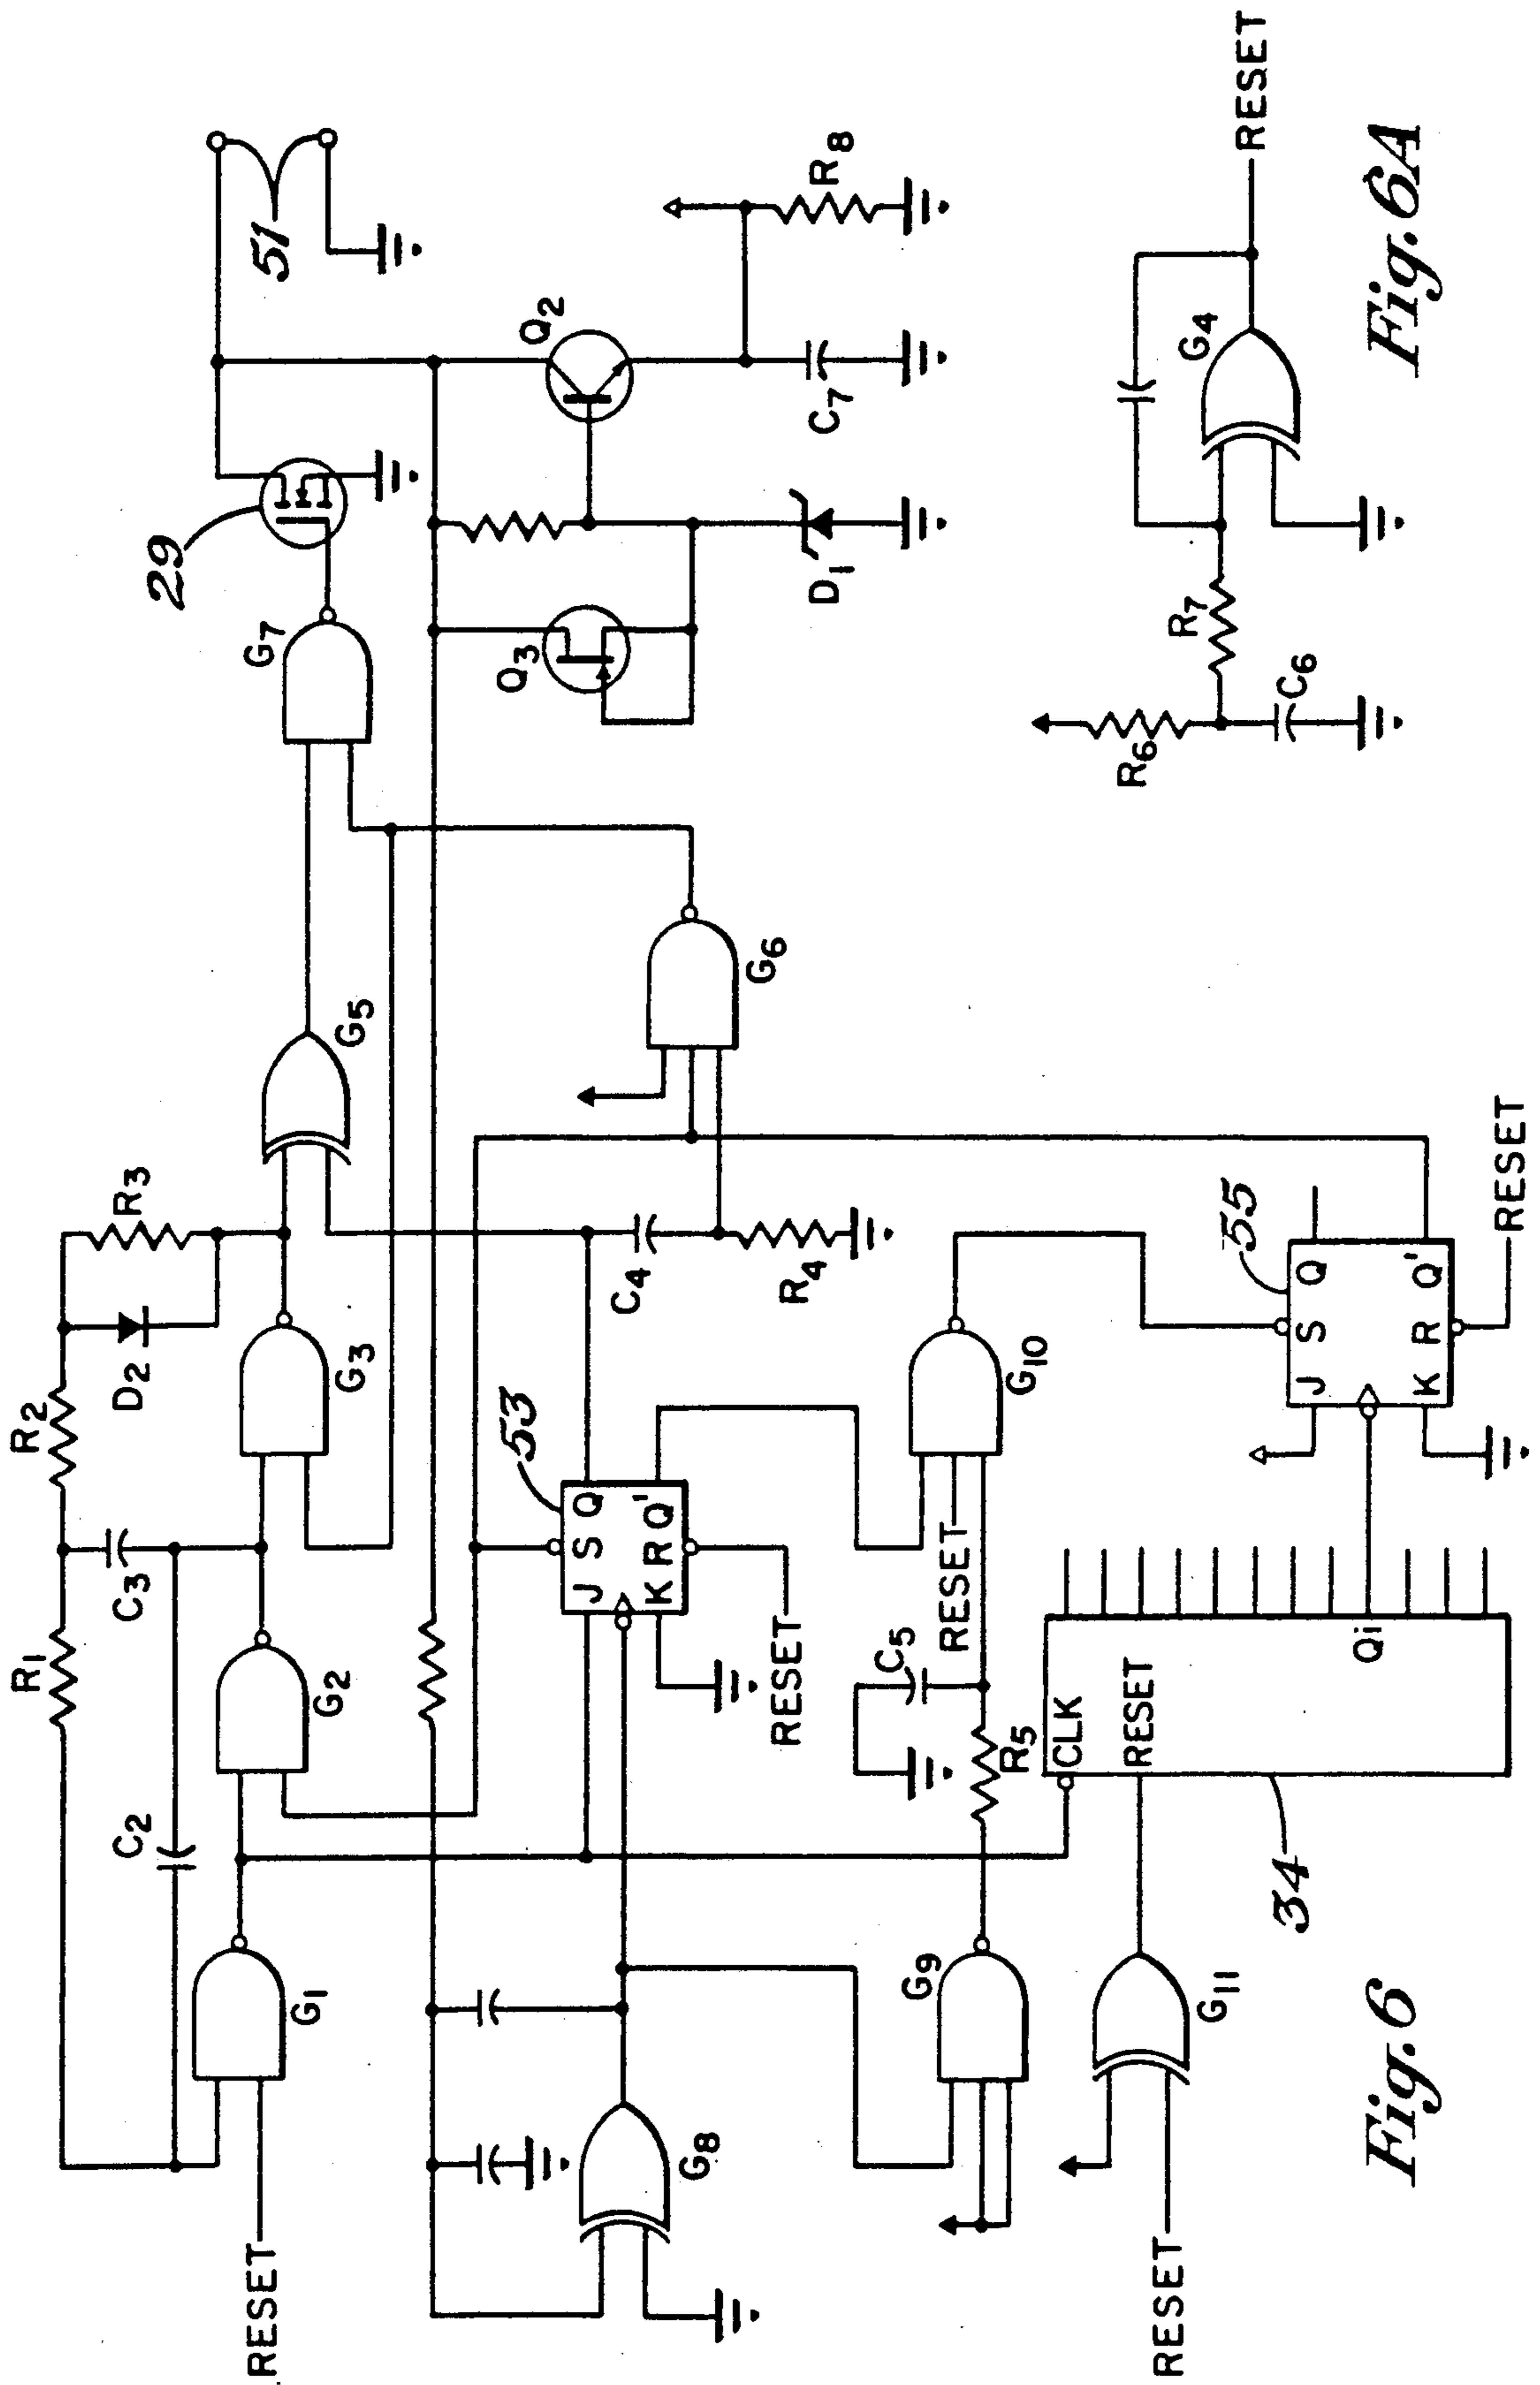 R1
R2
R3
C3
D2
C2
G1
G2
G3
G5
G7
29
51
RESET
Q2
Q3
D1
C7
R8
G8
53
J
S
Q
K
R
Q'
RESET
C4
R4
G6
G9
R5
C5
RESET
G10
R6
C6
R7
G4
RESET
Fig. 6A
RESET
G11
CLK
RESET
Qi
34
55
J
S
Q
K
R
Q'
RESET
Fig. 6